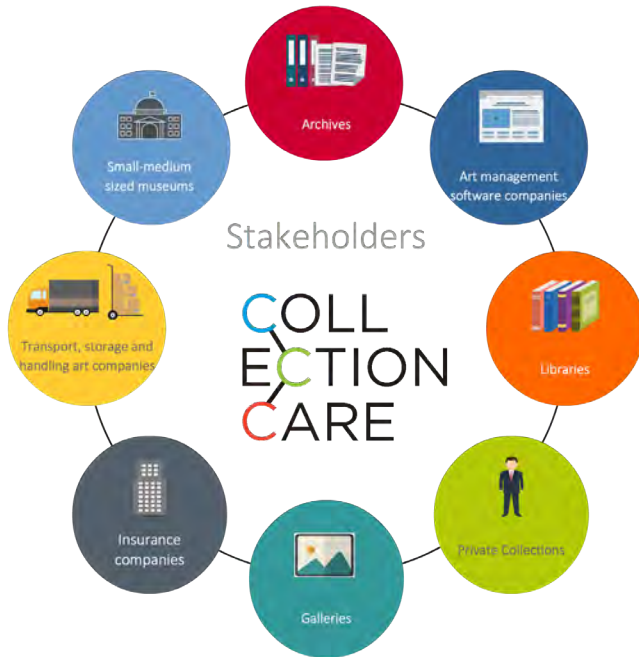 Archives
Art management
software companies
Libraries
Private Collections
Galleries
Insurance
companies
Transport, storage and
handling art companies
Small-medium
sized museums
Stakeholders
COLL
ECTION
CARE